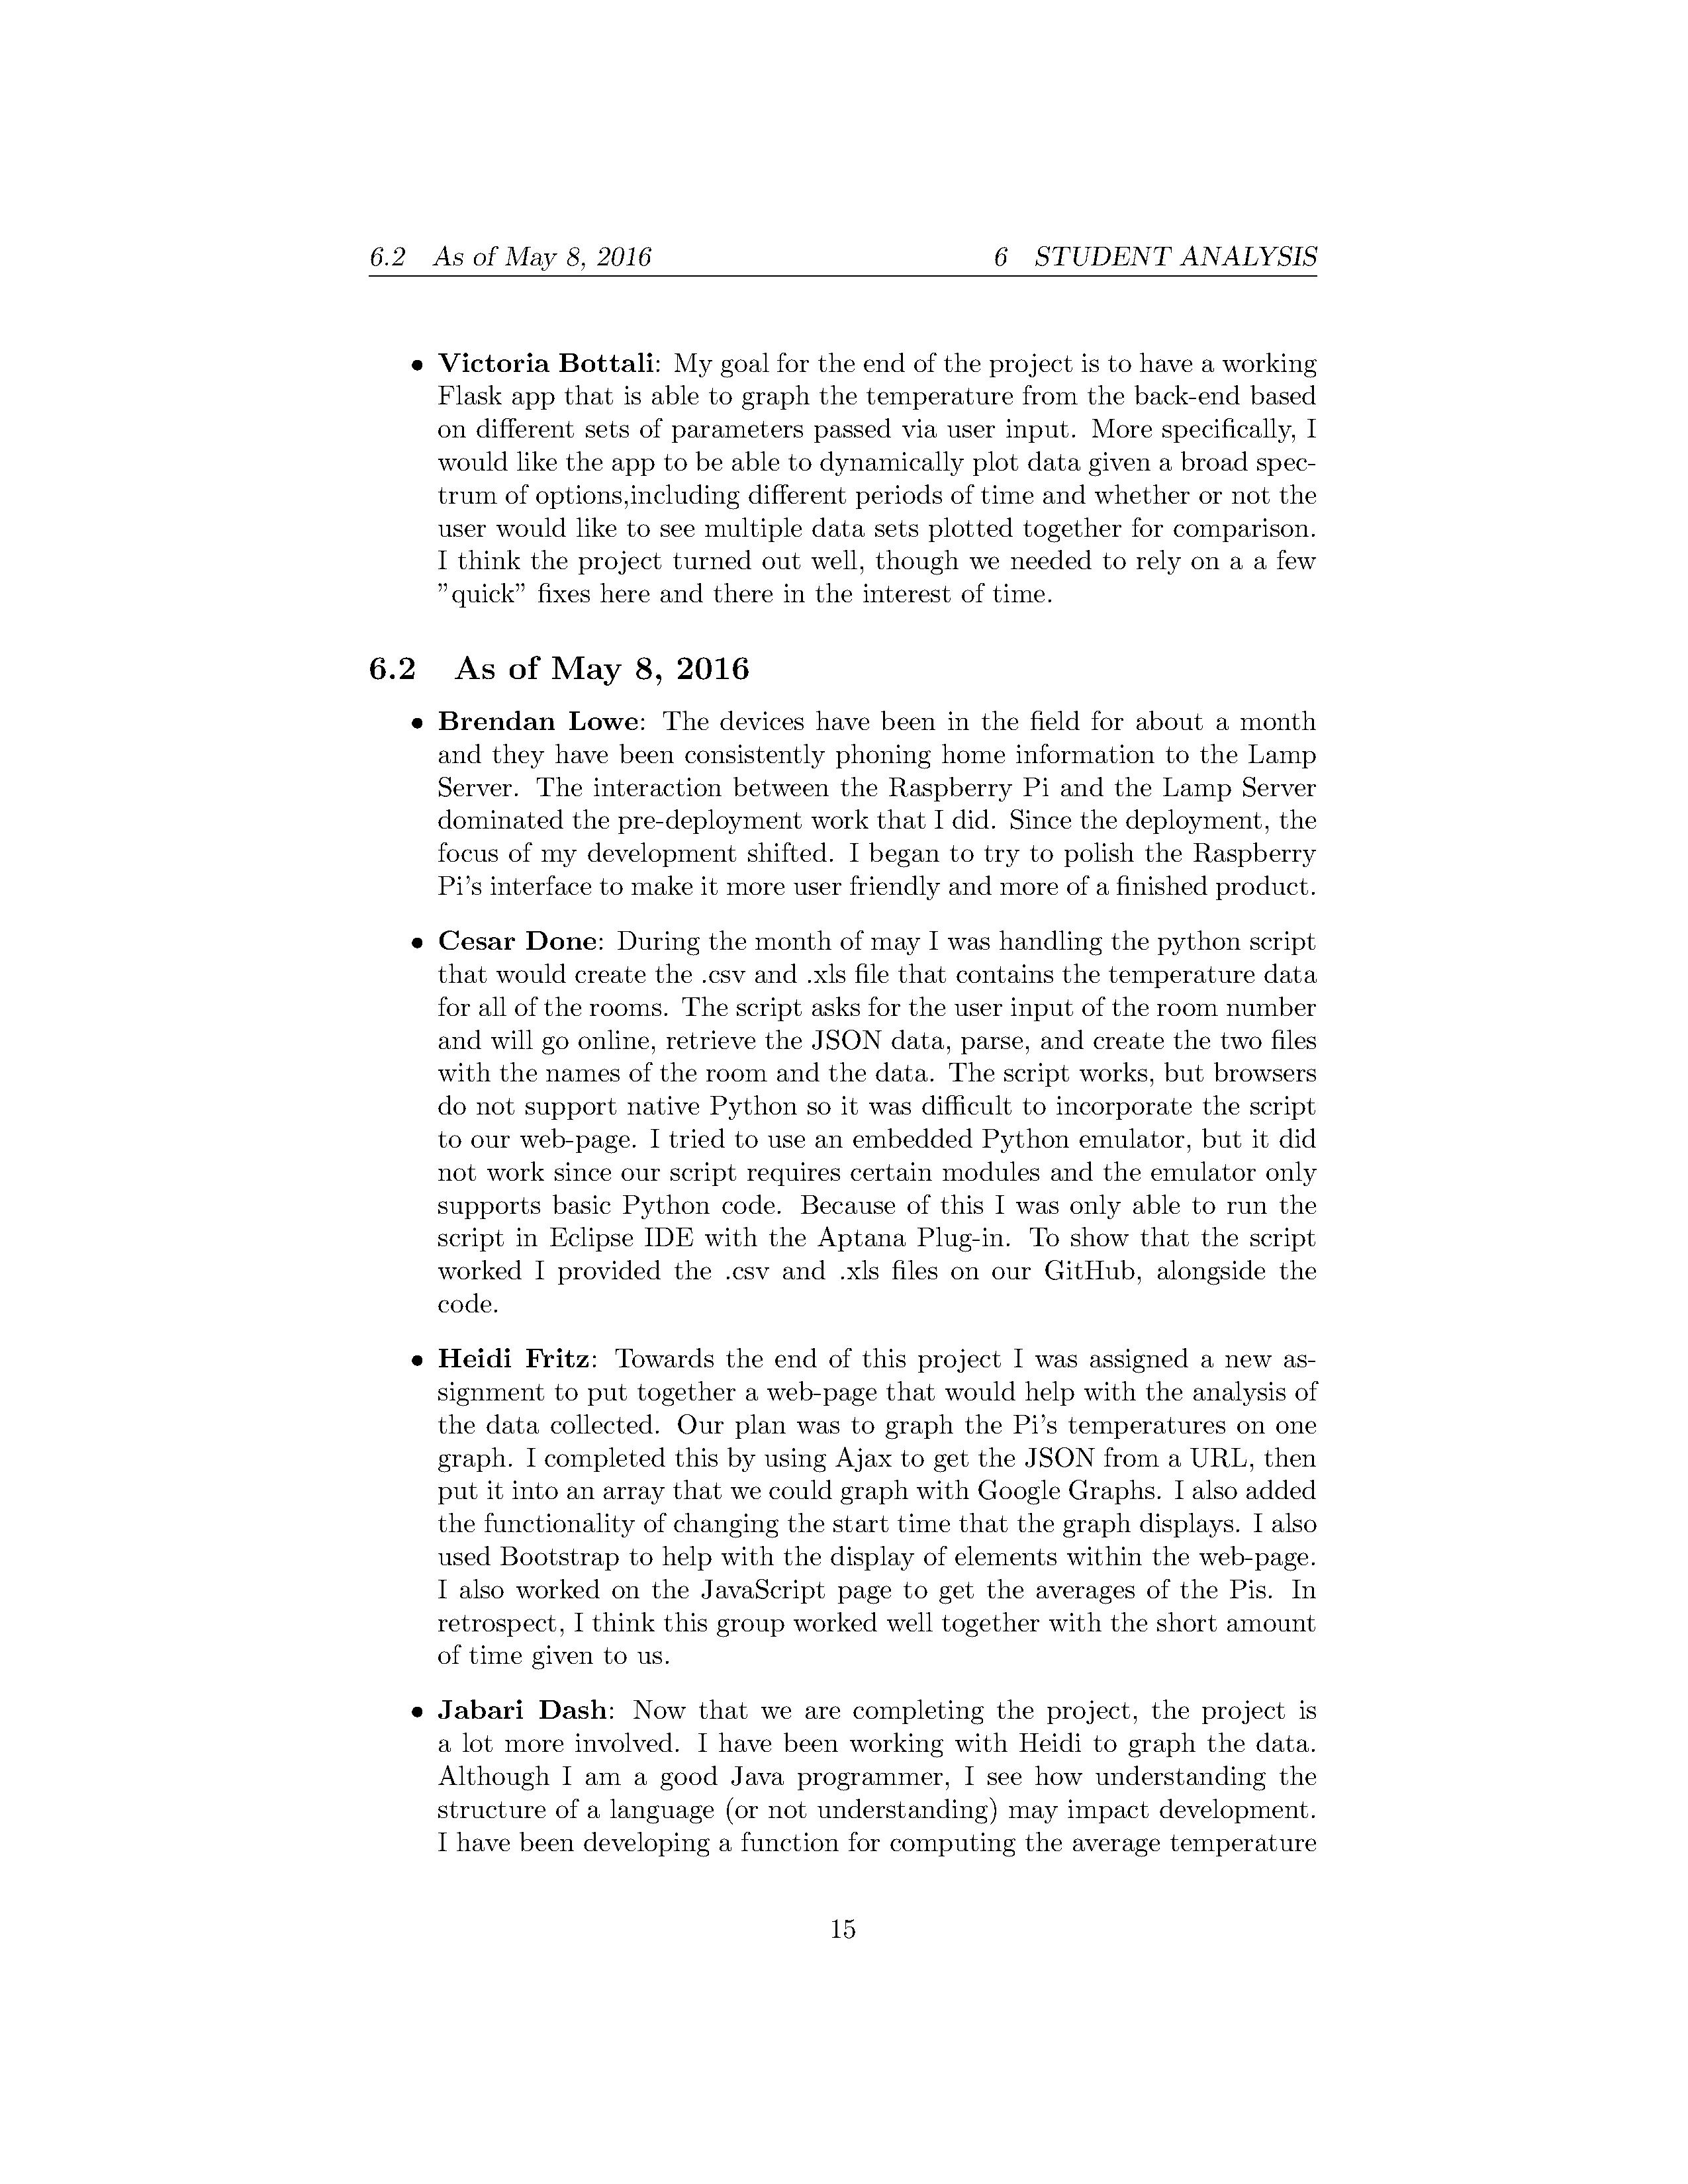 6.2 As of May 8, 2016 6 STUDENT ANALYSIS
• Victoria Bottali: My goal for the end of the project is to have a working
Flask app that is able to graph the temperature from the back-end based
on different sets of parameters passed via user input. More specifically, I
would like the app to be able to dynamically plot data given a broad spec-
trum of options,including different periods of time and whether or not the
user would like to see multiple data sets plotted together for comparison.
I think the project turned out well, though we needed to rely on a a few
”quick” fixes here and there in the interest of time.
6.2 As of May 8, 2016
• Brendan Lowe: The devices have been in the field for about a month
and they have been consistently phoning home information to the Lamp
Server. The interaction between the Raspberry Pi and the Lamp Server
dominated the pre-deployment work that I did. Since the deployment, the
focus of my development shifted. I began to try to polish the Raspberry
Pi’s interface to make it more user friendly and more of a finished product.
• Cesar Done: During the month of may I was handling the python script
that would create the .csv and .xls file that contains the temperature data
for all of the rooms. The script asks for the user input of the room number
and will go online, retrieve the JSON data, parse, and create the two files
with the names of the room and the data. The script works, but browsers
do not support native Python so it was difficult to incorporate the script
to our web-page. I tried to use an embedded Python emulator, but it did
not work since our script requires certain modules and the emulator only
supports basic Python code. Because of this I was only able to run the
script in Eclipse IDE with the Aptana Plug-in. To show that the script
worked I provided the .csv and .xls files on our GitHub, alongside the
code.
• Heidi Fritz: Towards the end of this project I was assigned a new as-
signment to put together a web-page that would help with the analysis of
the data collected. Our plan was to graph the Pi’s temperatures on one
graph. I completed this by using Ajax to get the JSON from a URL, then
put it into an array that we could graph with Google Graphs. I also added
the functionality of changing the start time that the graph displays. I also
used Bootstrap to help with the display of elements within the web-page.
I also worked on the JavaScript page to get the averages of the Pis. In
retrospect, I think this group worked well together with the short amount
of time given to us.
• Jabari Dash: Now that we are completing the project, the project is
a lot more involved. I have been working with Heidi to graph the data.
Although I am a good Java programmer, I see how understanding the
structure of a language (or not understanding) may impact development.
I have been developing a function for computing the average temperature
15